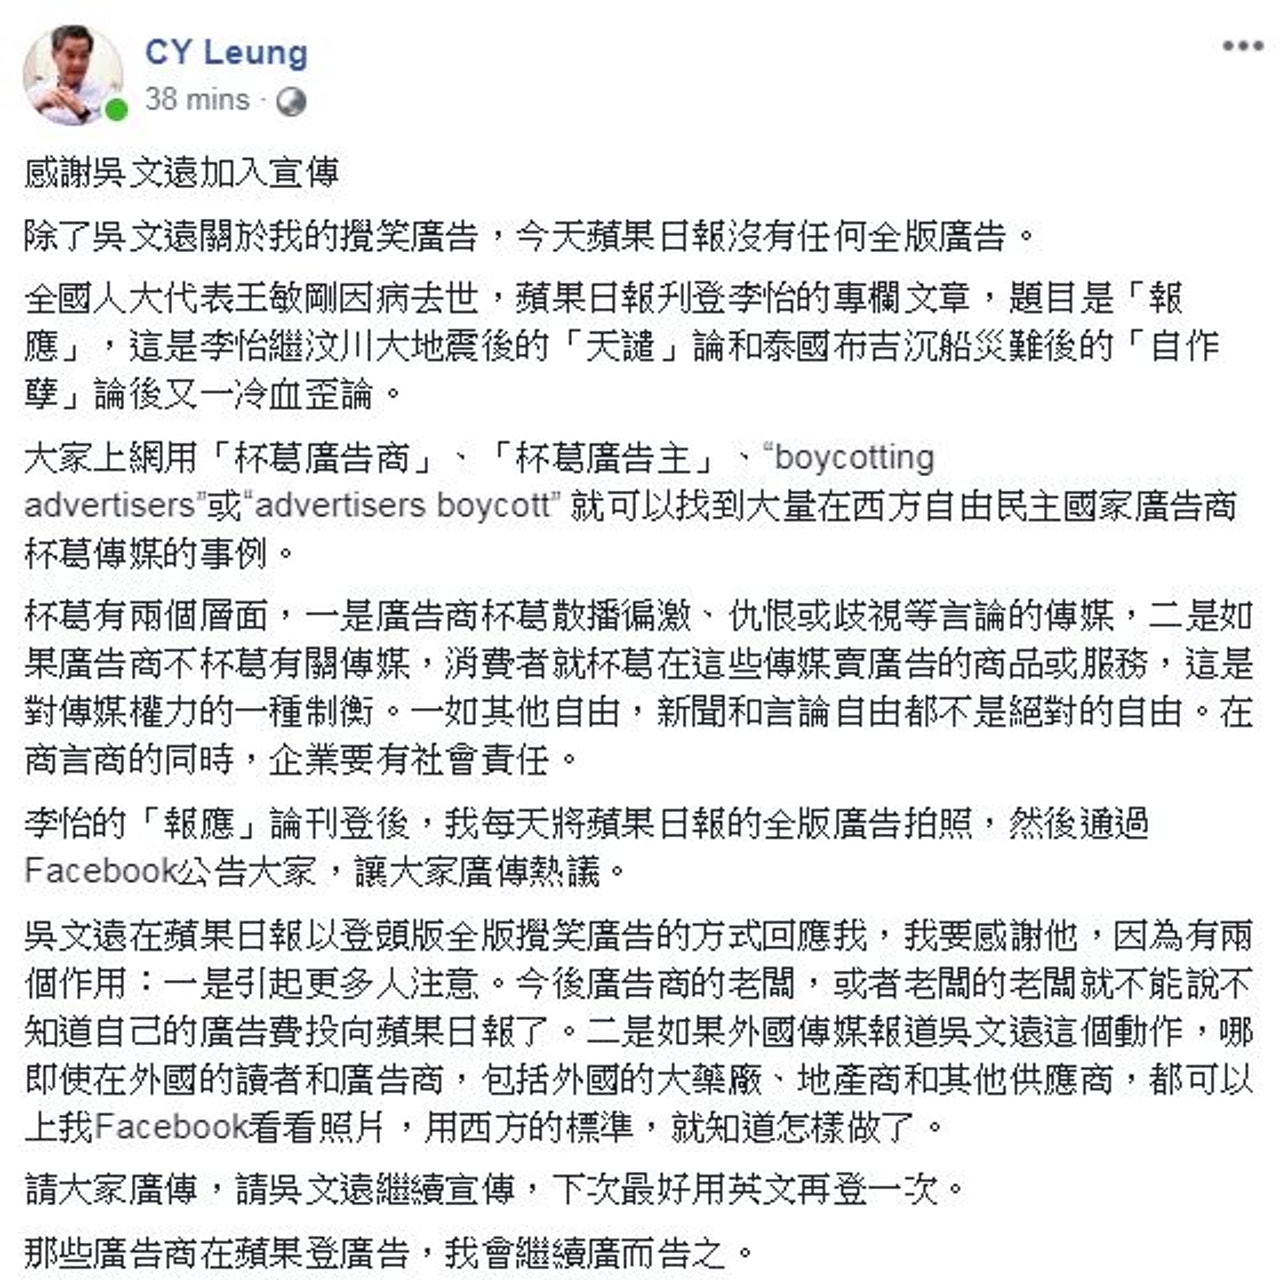 CY Leung
38 mins ·
感謝吳文遠加入宣傳
除了吳文遠關於我的攪笑廣告，今天蘋果日報沒有任何全版廣告。
全國人大代表王敏剛因病去世，蘋果日報刋登李怡的專欄文章，題目是「報
應」，這是李怡繼汶川大地震後的「天譴」論和泰國布吉沉船災難後的「自作
孽」論後又一冷血歪論。
大家上網用「杯葛廣告商」、「杯葛廣告主」、“boycotting
advertisers”或“advertisers boycott” 就可以找到大量在西方自由民主國家廣告商
杯葛傳媒的事例。
杯葛有兩個層面，一是廣告商杯葛散播徧激、仇恨或歧視等言論的傳媒，二是如
果廣告商不杯葛有關傳媒，消費者就杯葛在這些傳媒賣廣告的商品或服務，這是
對傳媒權力的一種制衡。一如其他自由，新聞和言論自由都不是絕對的自由。在
商言商的同時，企業要有社會責任。
李怡的「報應」論刊登後，我每天將蘋果日報的全版廣告拍照，然後通過
Facebook公告大家，讓大家廣傳熱議。
吳文遠在蘋果日報以登頭版全版攪笑廣告的方式回應我，我要感謝他，因為有兩
個作用：一是引起更多人注意。今後廣告商的老闆，或者老闆的老闆就不能說不
知道自己的廣告費投向蘋果日報了。二是如果外國傳媒報道吳文遠這個動作，哪
即使在外國的讀者和廣告商，包括外國的大藥廠、地產商和其他供應商，都可以
上我Facebook看看照片，用西方的標準，就知道怎樣做了。
請大家廣傳，請吳文遠繼續宣傳，下次最好用英文再登一次。
那些廣告商在蘋果登廣告，我會繼續廣而告之。